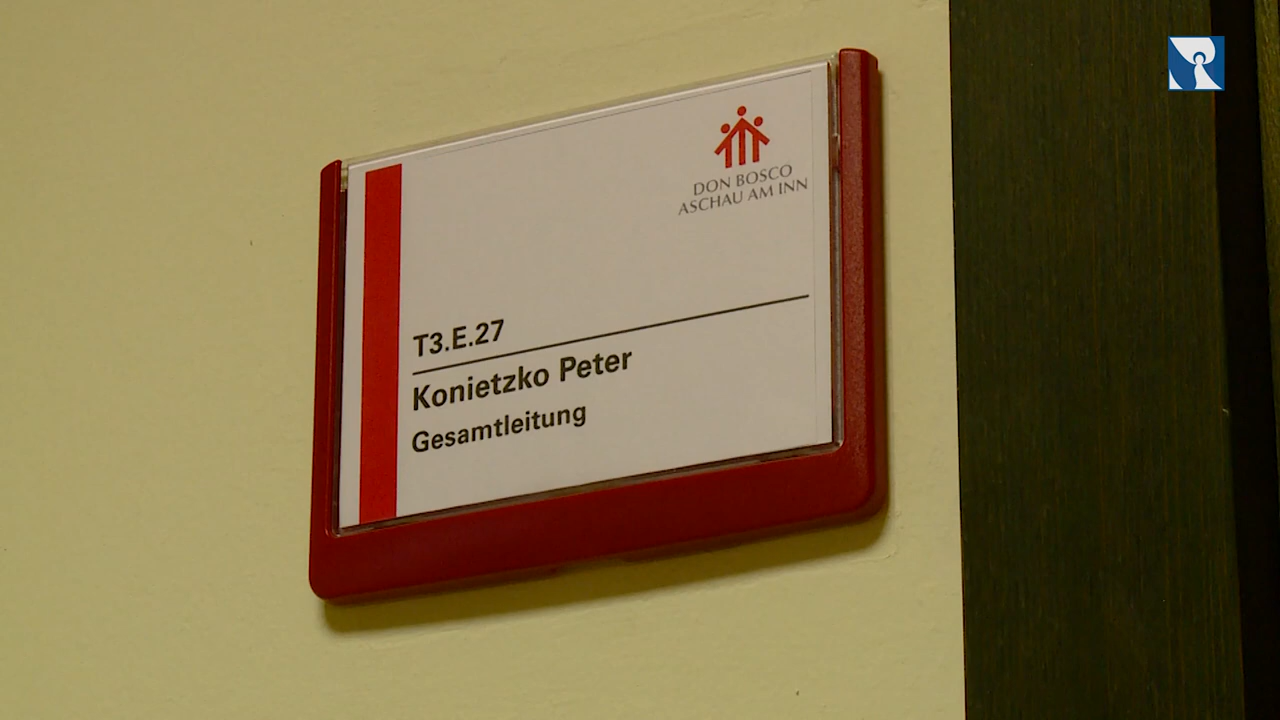 DON BOSCO
ASCHAU AM INN
T3.E.27
Konietzko Peter
Gesamtleitung